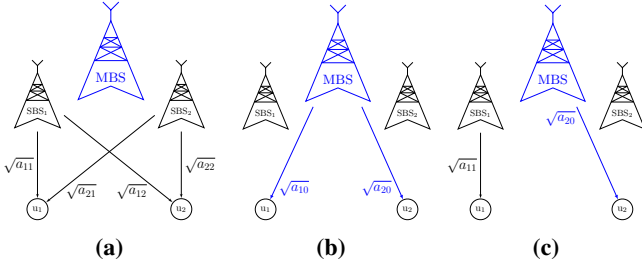 MBS
SBS₁
SBS₂
√a₁₁
√a₂₁
√a₁₂
√a₂₂
u₁
u₂
(a)
MBS
SBS₁
SBS₂
√a₁₀
√a₂₀
u₁
u₂
(b)
MBS
SBS₁
SBS₂
√a₂₀
√a₁₁
u₁
u₂
(c)